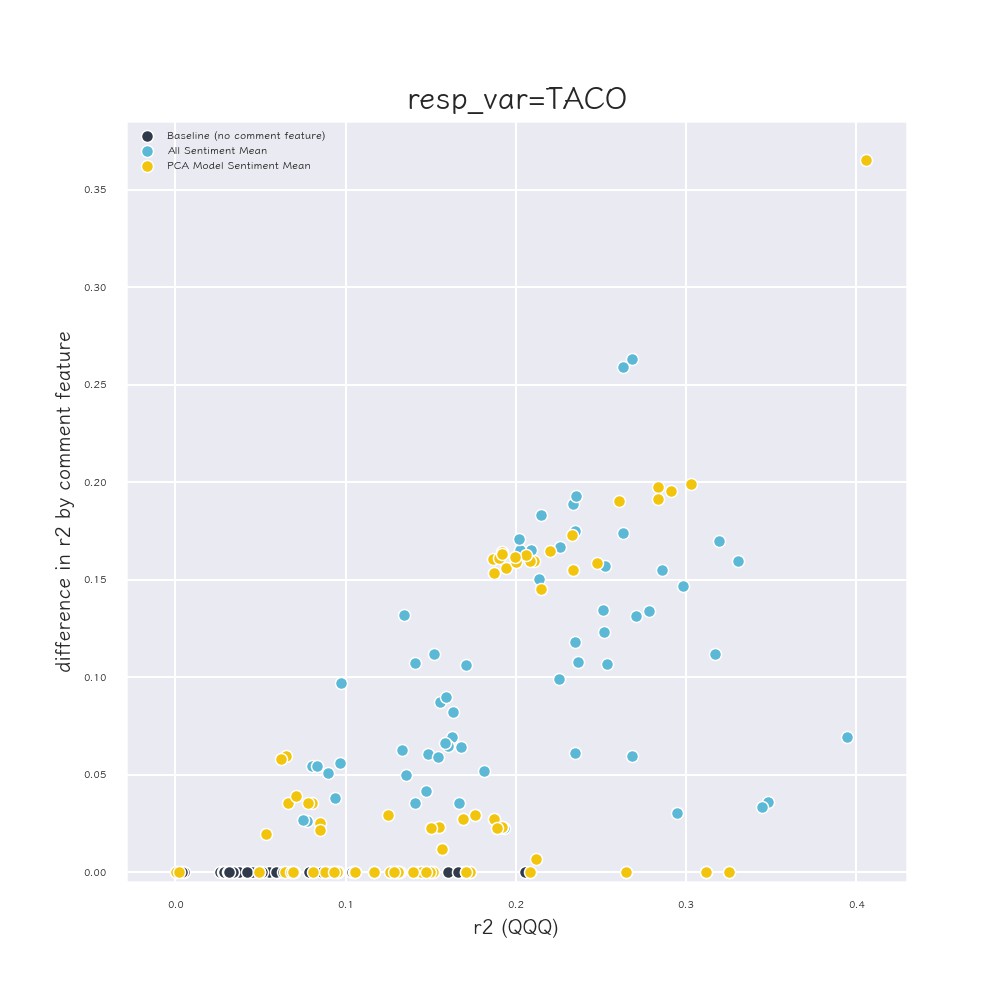 resp_var=TACO
Baseline (no comment feature)
All Sentiment Mean
PCA Model Sentiment Mean
0.35
0.30
0.25
0.20
0.15
0.10
0.05
0.00
difference in r2 by comment feature
0.0 0.1 0.2 0.3 0.4
r2 (QQQ)